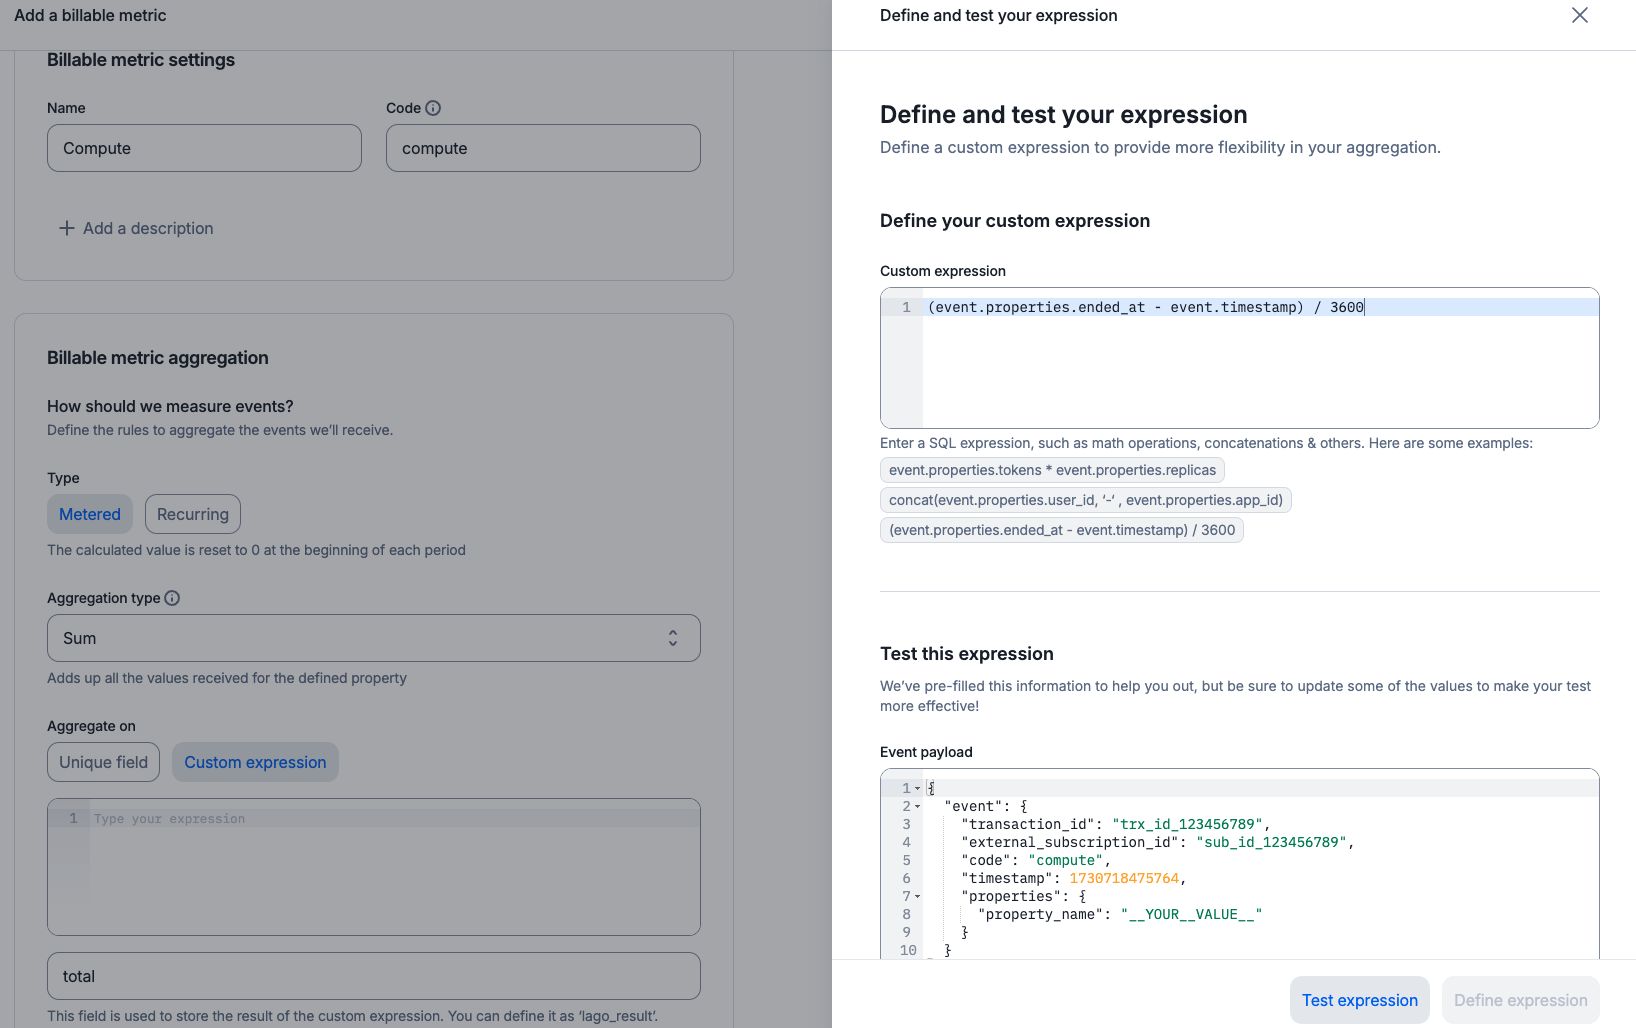 Add a billable metric
Billable metric settings
Name
Code
Compute
compute
Add a description
Billable metric aggregation
How should we measure events?
Define the rules to aggregate the events we’ll receive.
Type
Metered
Recurring
The calculated value is reset to 0 at the beginning of each period
Aggregation type
Sum
Adds up all the values received for the defined property
Aggregate on
Unique field
Custom expression
1 Type your expression
total
This field is used to store the result of the custom expression. You can define it as ‘lago_result’.
Define and test your expression
Define and test your expression
Define a custom expression to provide more flexibility in your aggregation.
Define your custom expression
Custom expression
1 (event.properties.ended_at - event.timestamp) / 3600
Enter a SQL expression, such as math operations, concatenations & others. Here are some examples:
event.properties.tokens * event.properties.replicas
concat(event.properties.user_id, ‘-‘ , event.properties.app_id)
(event.properties.ended_at - event.timestamp) / 3600
Test this expression
We’ve pre-filled this information to help you out, but be sure to update some of the values to make your test
more effective!
Event payload
1 {
2 "event": {
3 "transaction_id": "trx_id_123456789",
4 "external_subscription_id": "sub_id_123456789",
5 "code": "compute",
6 "timestamp": 1730718475764,
7 "properties": {
8 "property_name": "__YOUR__VALUE__"
9 }
10 }
Test expression
Define expression